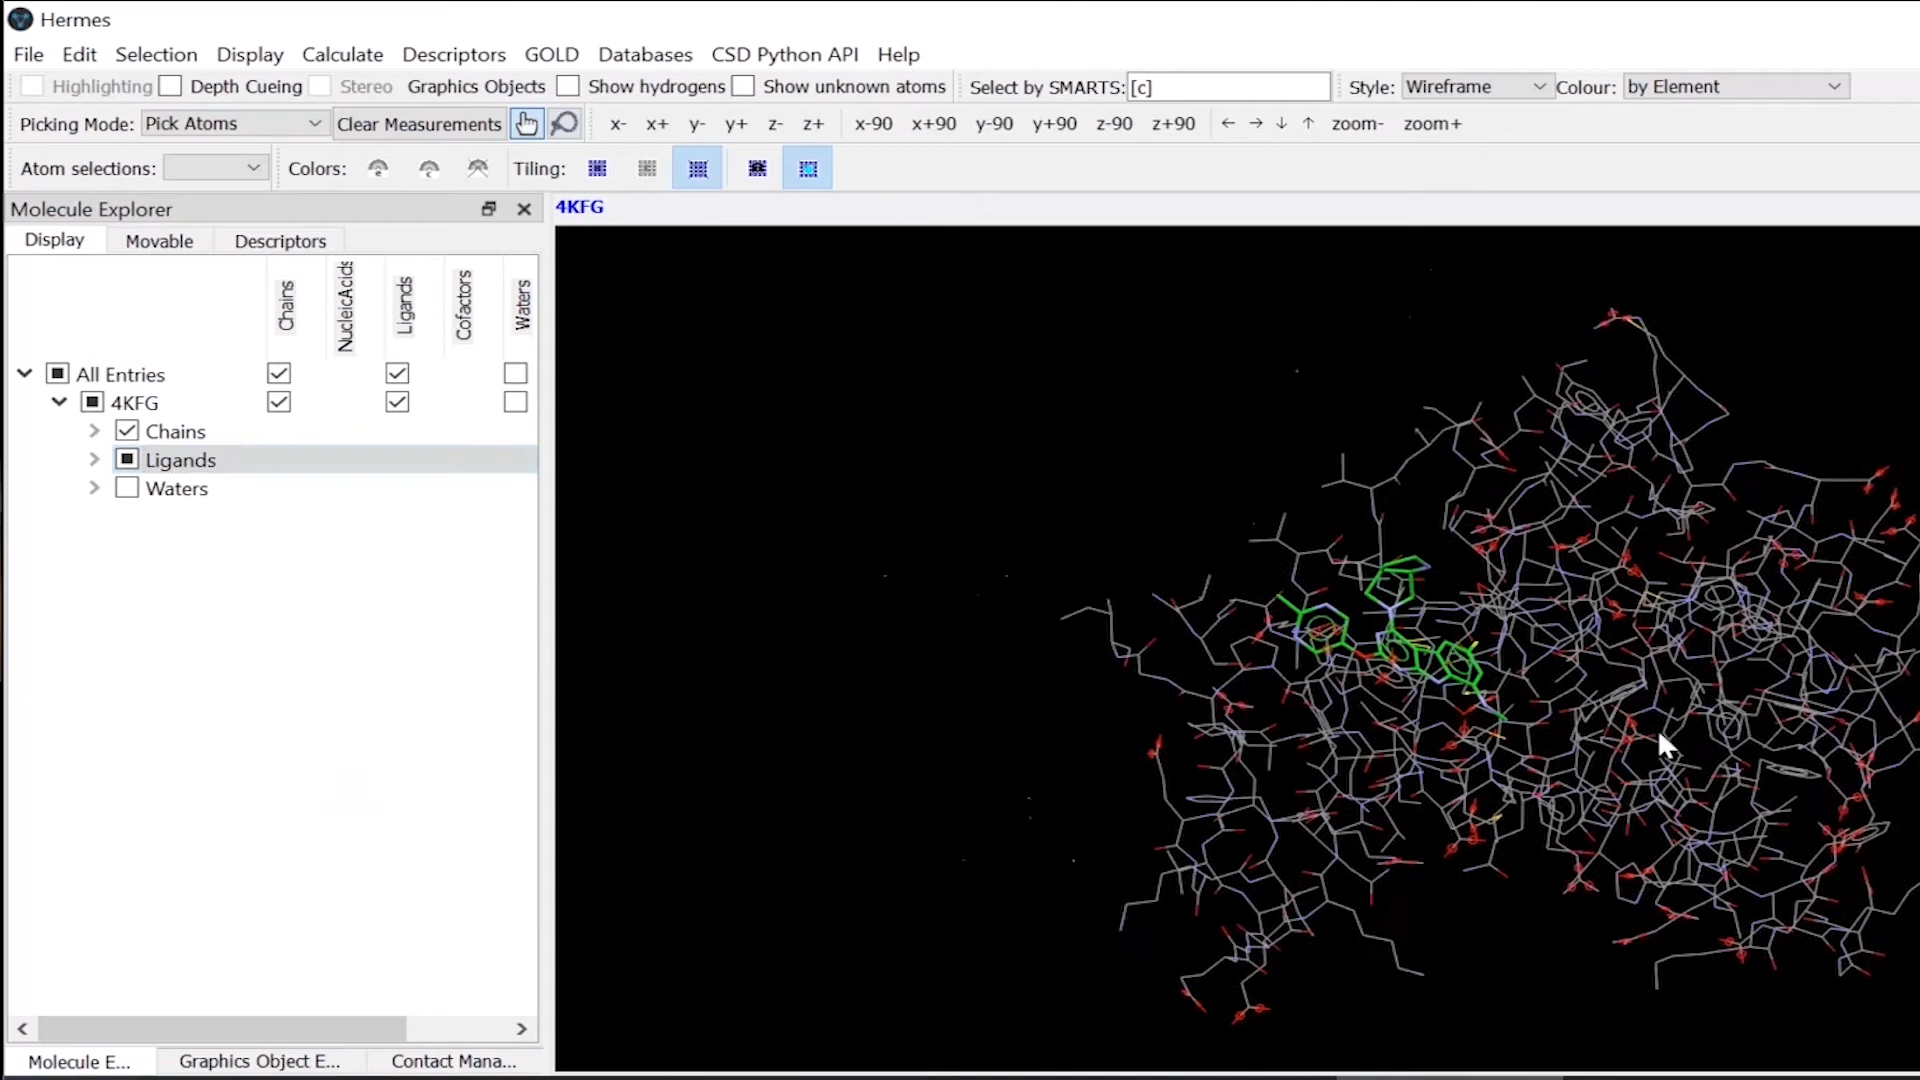 Hermes
File Edit Selection Display Calculate Descriptors GOLD Databases CSD Python API Help
Highlighting Depth Cueing Stereo Graphics Objects Show hydrogens Show unknown atoms Select by SMARTS: [c] Style: Wireframe Colour: by Element
Picking Mode: Pick Atoms Clear Measurements x- x+ y- y+ z- z+ x-90 x+90 y-90 y+90 z-90 z+90 ← → ↓ ↑ zoom- zoom+
Atom selections: Colors: Tiling:
Molecule Explorer
4KFG
Display Movable Descriptors
Chains NucleicAcids Ligands Cofactors Waters
All Entries
4KFG
Chains
Ligands
Waters
Molecule E... Graphics Object E... Contact Mana...